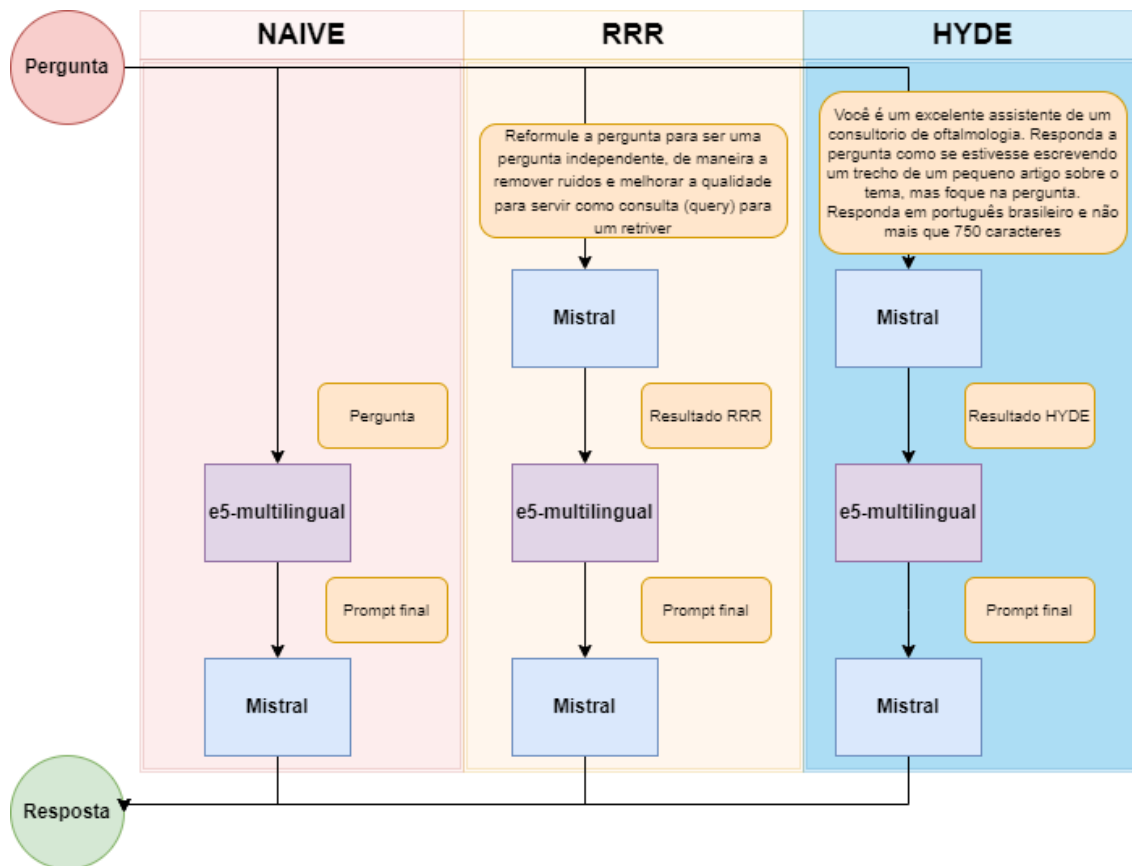 NAIVE
RRR
HYDE
Pergunta
Reformule a pergunta para ser uma
pergunta independente, de maneira a
remover ruidos e melhorar a qualidade
para servir como consulta (query) para
um retriver
Você é um excelente assistente de um
consultorio de oftalmologia. Responda a
pergunta como se estivesse escrevendo
um trecho de um pequeno artigo sobre o
tema, mas foque na pergunta.
Responda em português brasileiro e não
mais que 750 caracteres
Mistral
Mistral
Pergunta
Resultado RRR
Resultado HYDE
e5-multilingual
e5-multilingual
e5-multilingual
Prompt final
Prompt final
Prompt final
Mistral
Mistral
Mistral
Resposta